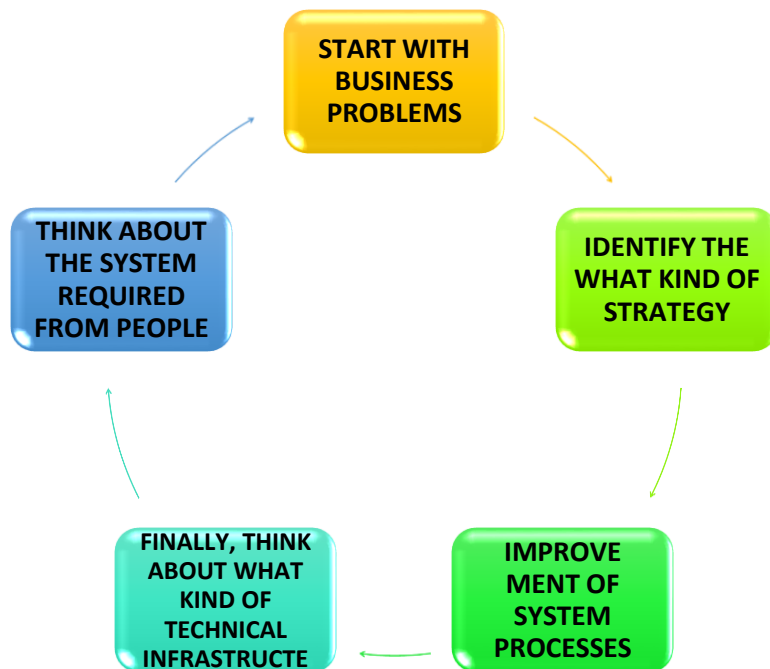 START WITH
BUSINESS
PROBLEMS
IDENTIFY THE
WHAT KIND OF
STRATEGY
IMPROVE
MENT OF
SYSTEM
PROCESSES
FINALLY, THINK
ABOUT WHAT
KIND OF
TECHNICAL
INFRASTRUCTE
THINK ABOUT
THE SYSTEM
REQUIRED
FROM PEOPLE